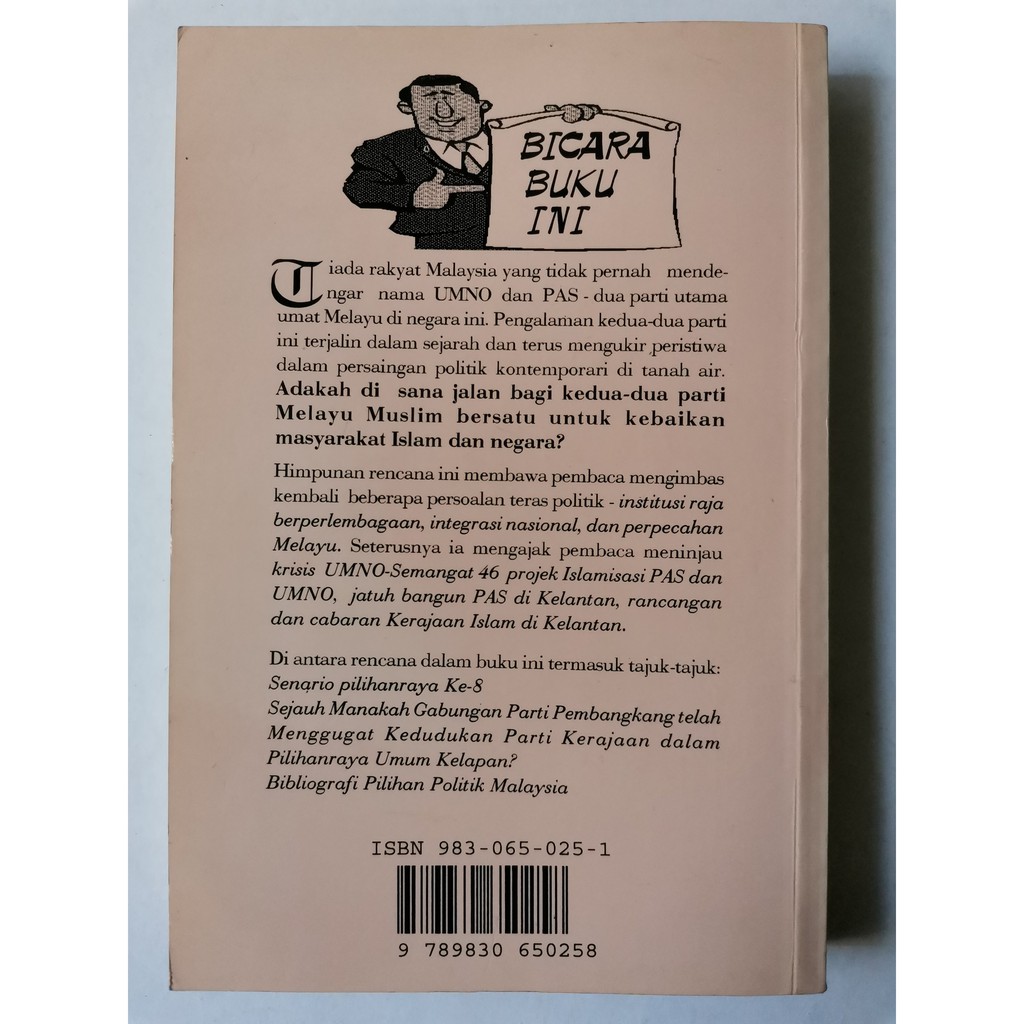 BICARA
BUKU
INI
Tiada rakyat Malaysia yang tidak pernah mende-
ngar nama UMNO dan PAS - dua parti utama
umat Melayu di negara ini. Pengalaman kedua-dua parti
ini terjalin dalam sejarah dan terus mengukir peristiwa
dalam persaingan politik kontemporari di tanah air.
Adakah di sana jalan bagi kedua-dua parti
Melayu Muslim bersatu untuk kebaikan
masyarakat Islam dan negara?
Himpunan rencana ini membawa pembaca mengimbas
kembali beberapa persoalan teras politik - institusi raja
berperlembagaan, integrasi nasional, dan perpecahan
Melayu. Seterusnya ia mengajak pembaca meninjau
krisis UMNO-Semangat 46 projek Islamisasi PAS dan
UMNO, jatuh bangun PAS di Kelantan, rancangan
dan cabaran Kerajaan Islam di Kelantan.
Di antara rencana dalam buku ini termasuk tajuk-tajuk:
Senario pilihanraya Ke-8
Sejauh Manakah Gabungan Parti Pembangkang telah
Menggugat Kedudukan Parti Kerajaan dalam
Pilihanraya Umum Kelapan?
Bibliografi Pilihan Politik Malaysia
ISBN 983-065-025-1
9 789830 650258